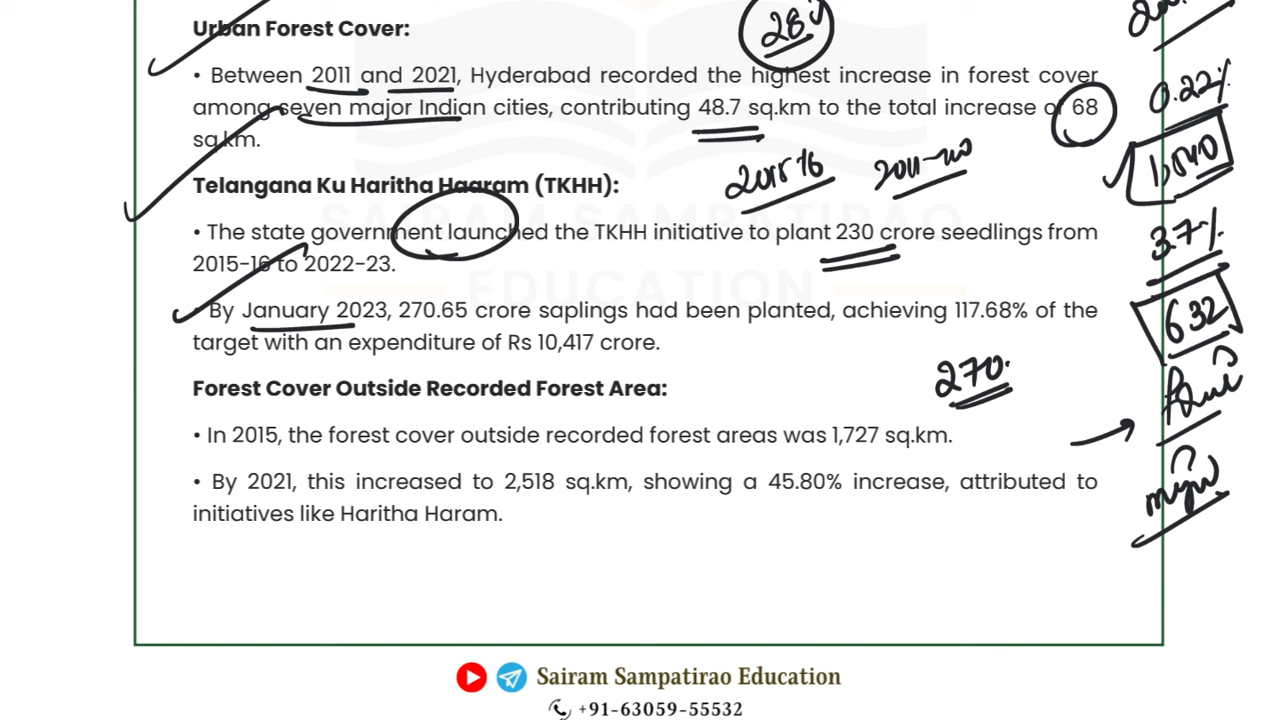 Urban Forest Cover:
28
• Between 2011 and 2021, Hyderabad recorded the highest increase in forest cover
among seven major Indian cities, contributing 48.7 sq.km to the total increase of 68
sq.km.
0.22%
Telangana Ku Haritha Haaram (TKHH):
2015 16
• The state government launched the TKHH initiative to plant 230 crore seedlings from
2015-16 to 2022-23.
3.7%
SAIRAM SAMPATIRAO
EDUCATION
• By January 2023, 270.65 crore saplings had been planted, achieving 117.68% of the
target with an expenditure of Rs 10,417 crore.
632
Forest Cover Outside Recorded Forest Area:
270
• In 2015, the forest cover outside recorded forest areas was 1,727 sq.km.
• By 2021, this increased to 2,518 sq.km, showing a 45.80% increase, attributed to
initiatives like Haritha Haram.
Sairam Sampatirao Education
+91-63059-55532